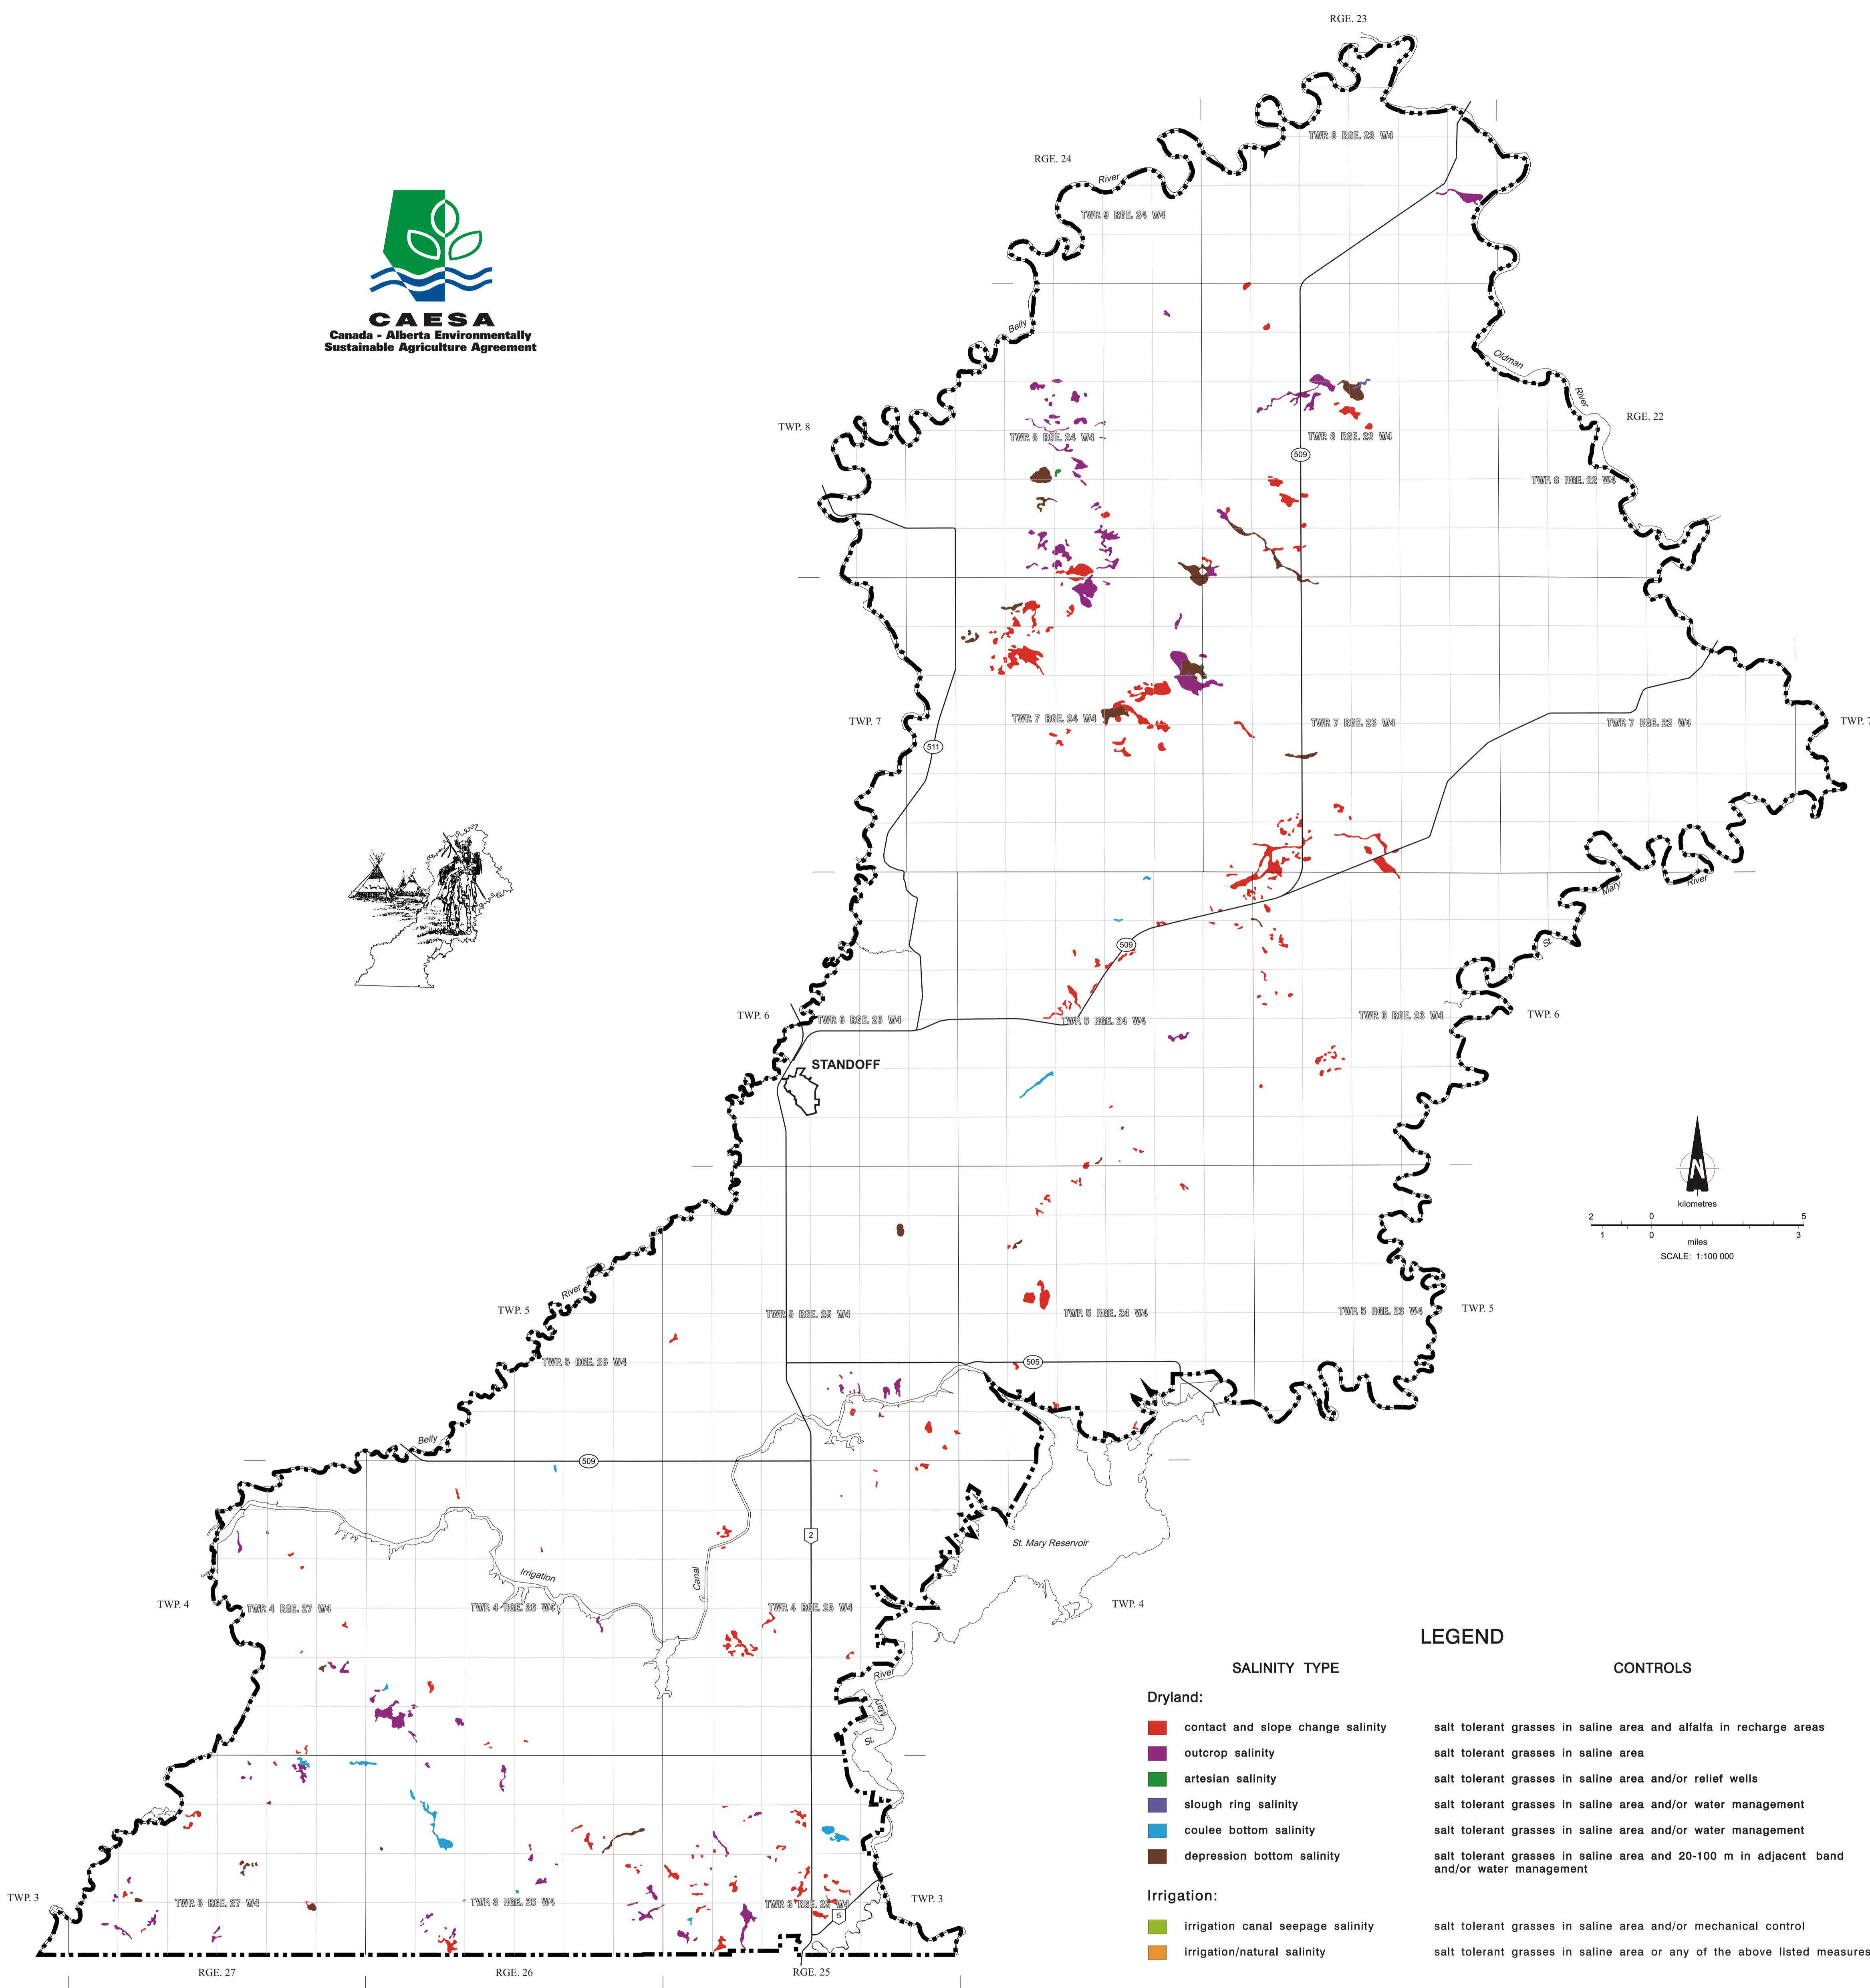 RGE. 23
TWP. 8 RGE. 23 W4
RGE. 24
River
TWP. 9 RGE. 24 W4
CAESA
Canada - Alberta Environmentally
Sustainable Agriculture Agreement
Belly
Oldman
River
RGE. 22
TWP. 8
TWP. 8 RGE. 24 W4
TWP. 8 RGE. 23 W4
509
TWP. 8 RGE. 22 W4
TWP. 7
TWP. 7 RGE. 24 W4
TWP. 7 RGE. 23 W4
TWP. 7 RGE. 22 W4
TWP. 7
511
Mary
River
St.
509
TWP. 6
TWP. 6 RGE. 25 W4
TWP. 6 RGE. 24 W4
TWP. 6 RGE. 23 W4
TWP. 6
STANDOFF
N
kilometres
2 0 5
1 0 3
miles
SCALE: 1:100 000
River
TWP. 5
TWP. 5 RGE. 25 W4
TWP. 5 RGE. 24 W4
TWP. 5 RGE. 23 W4
TWP. 5
TWP. 5 RGE. 26 W4
505
Belly
509
2
St. Mary Reservoir
Irrigation
Canal
TWP. 4
TWP. 4 RGE. 27 W4
TWP. 4 RGE. 26 W4
TWP. 4 RGE. 25 W4
TWP. 4
River
Mary
St.
LEGEND
SALINITY TYPE CONTROLS
Dryland:
contact and slope change salinity salt tolerant grasses in saline area and alfalfa in recharge areas
outcrop salinity salt tolerant grasses in saline area
artesian salinity salt tolerant grasses in saline area and/or relief wells
slough ring salinity salt tolerant grasses in saline area and/or water management
coulee bottom salinity salt tolerant grasses in saline area and/or water management
depression bottom salinity salt tolerant grasses in saline area and 20-100 m in adjacent band
and/or water management
Irrigation:
irrigation canal seepage salinity salt tolerant grasses in saline area and/or mechanical control
irrigation/natural salinity salt tolerant grasses in saline area or any of the above listed measures
TWP. 3
TWP. 3 RGE. 27 W4
TWP. 3 RGE. 26 W4
TWP. 3 RGE. 25 W4
TWP. 3
5
RGE. 27
RGE. 26
RGE. 25